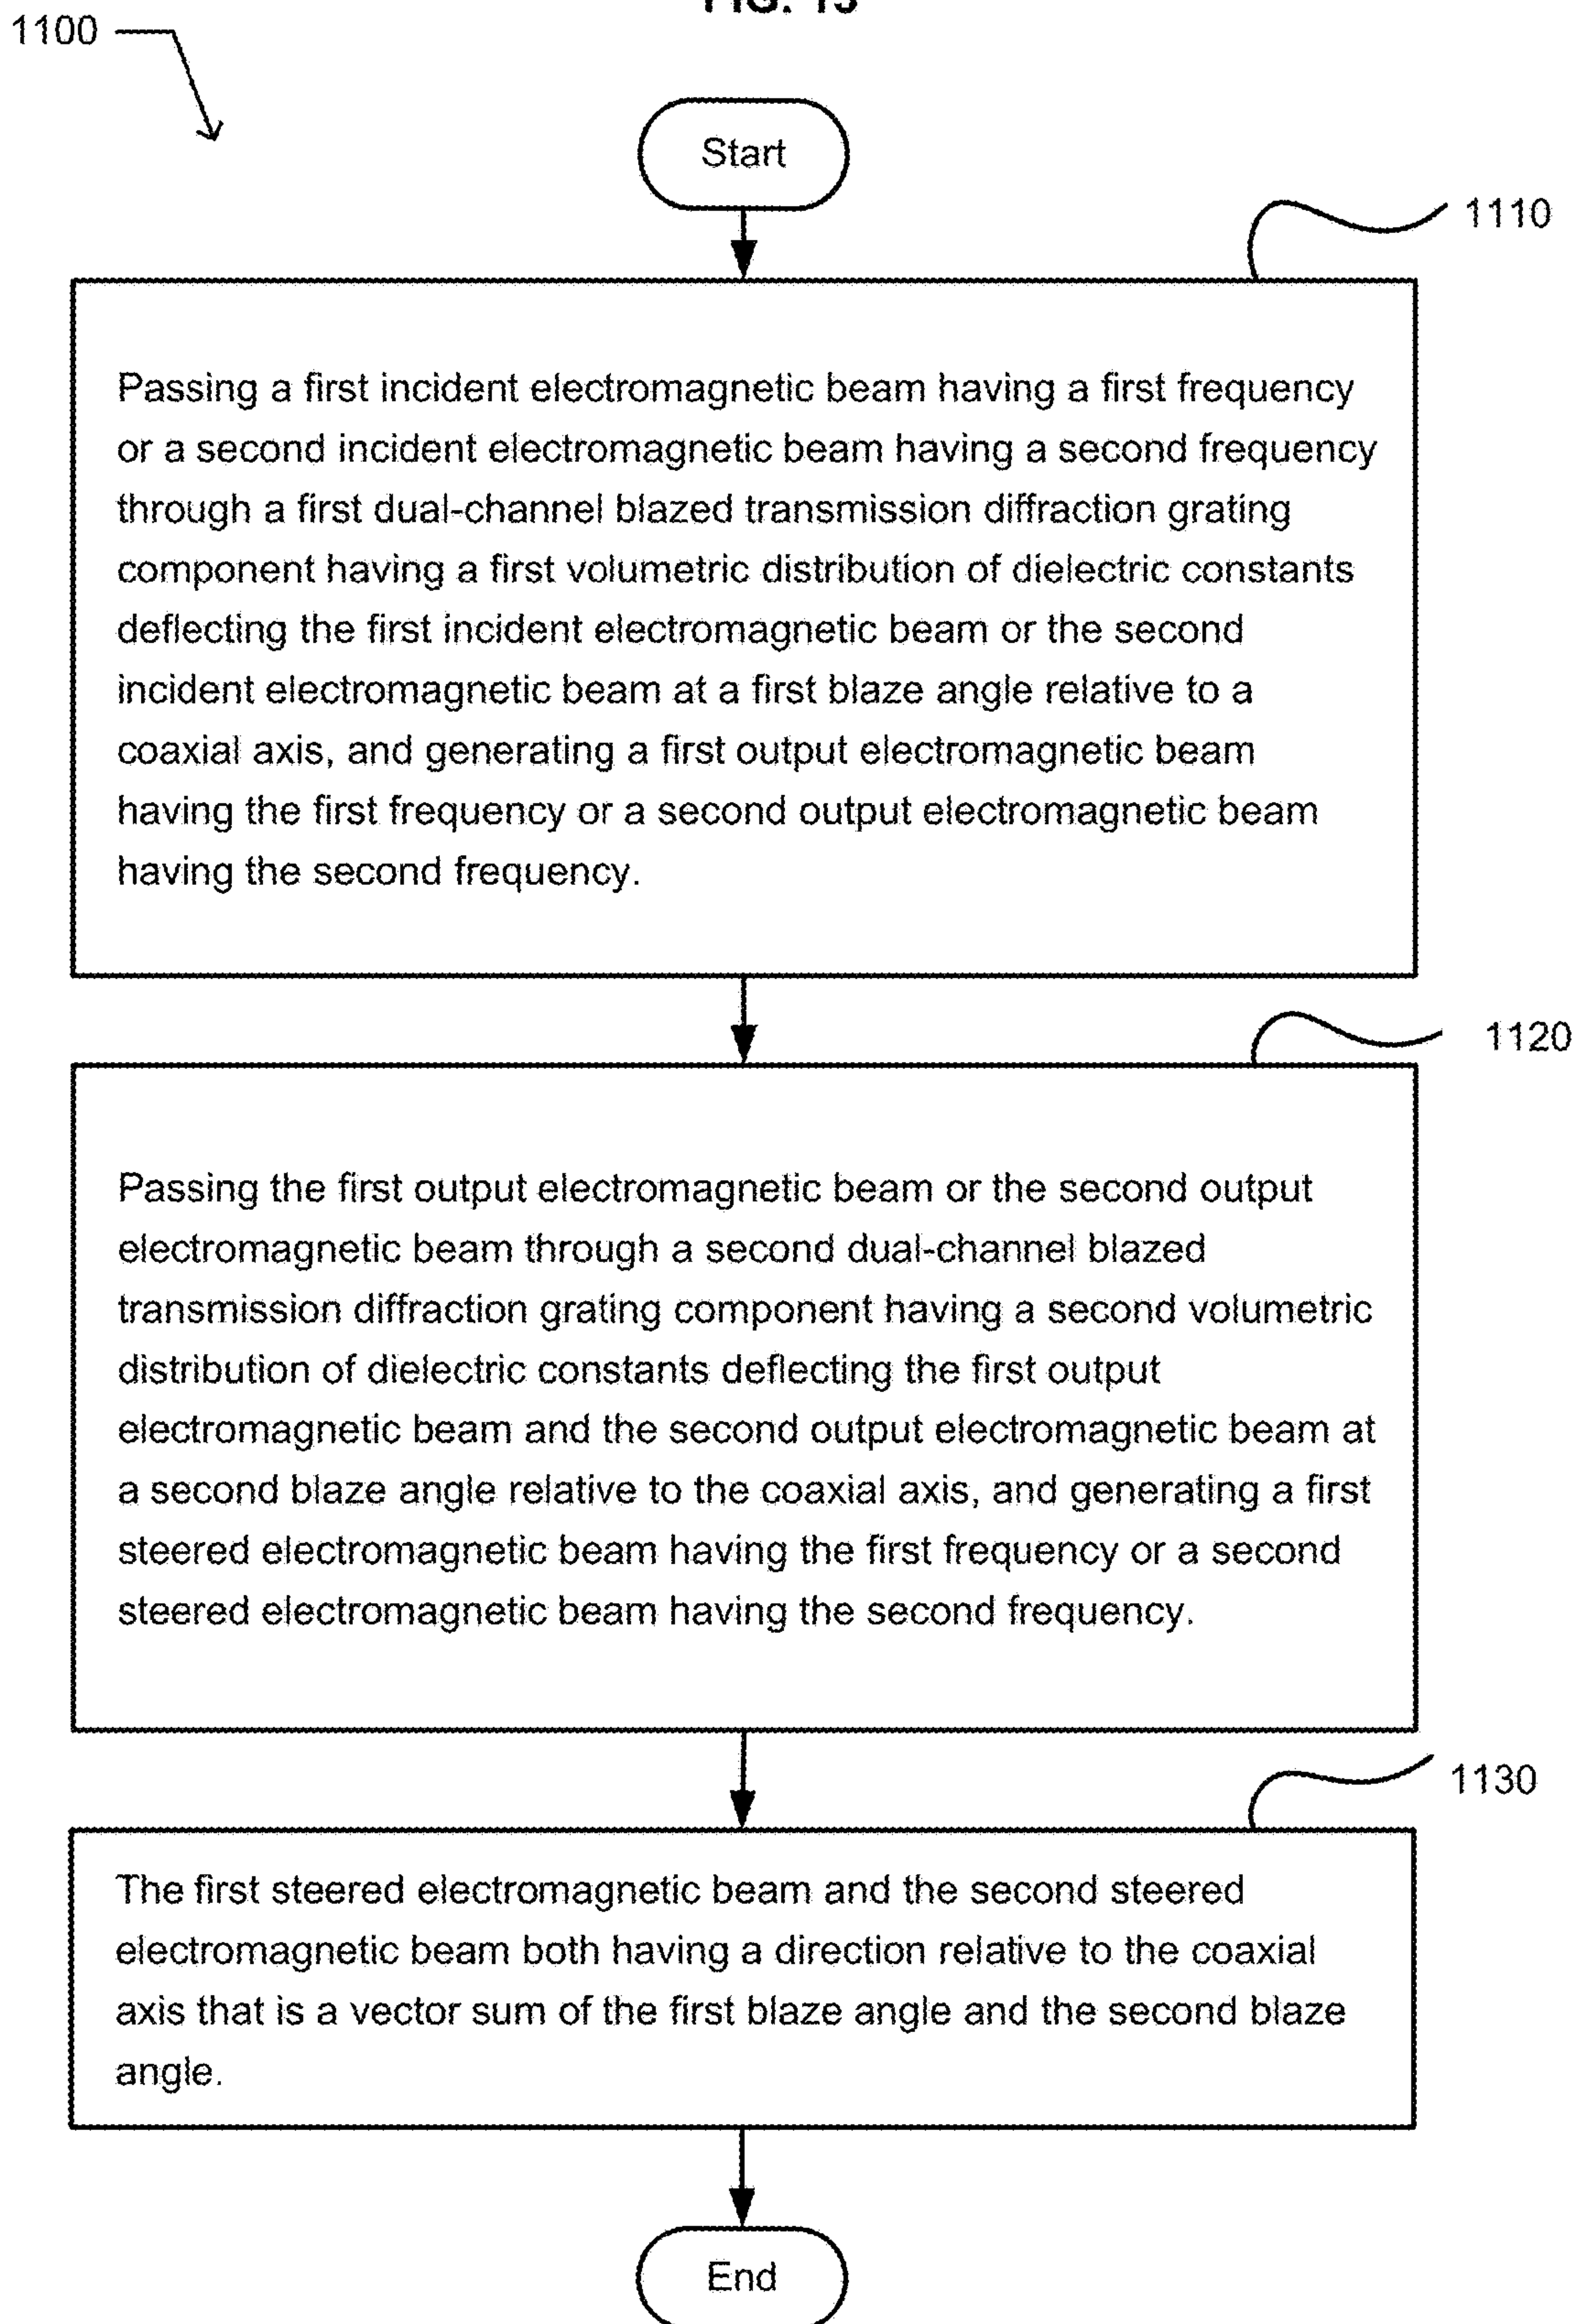 FIG. 13
1100
Start
1110
Passing a first incident electromagnetic beam having a first frequency
or a second incident electromagnetic beam having a second frequency
through a first dual-channel blazed transmission diffraction grating
component having a first volumetric distribution of dielectric constants
deflecting the first incident electromagnetic beam or the second
incident electromagnetic beam at a first blaze angle relative to a
coaxial axis, and generating a first output electromagnetic beam
having the first frequency or a second output electromagnetic beam
having the second frequency.
1120
Passing the first output electromagnetic beam or the second output
electromagnetic beam through a second dual-channel blazed
transmission diffraction grating component having a second volumetric
distribution of dielectric constants deflecting the first output
electromagnetic beam and the second output electromagnetic beam at
a second blaze angle relative to the coaxial axis, and generating a first
steered electromagnetic beam having the first frequency or a second
steered electromagnetic beam having the second frequency.
1130
The first steered electromagnetic beam and the second steered
electromagnetic beam both having a direction relative to the coaxial
axis that is a vector sum of the first blaze angle and the second blaze
angle.
End